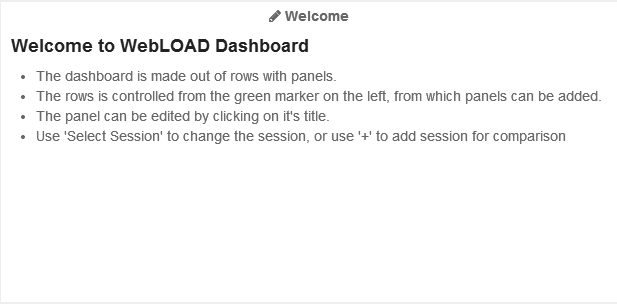 Welcome
Welcome to WebLOAD Dashboard
• The dashboard is made out of rows with panels.
• The rows is controlled from the green marker on the left, from which panels can be added.
• The panel can be edited by clicking on it's title.
• Use 'Select Session' to change the session, or use '+' to add session for comparison